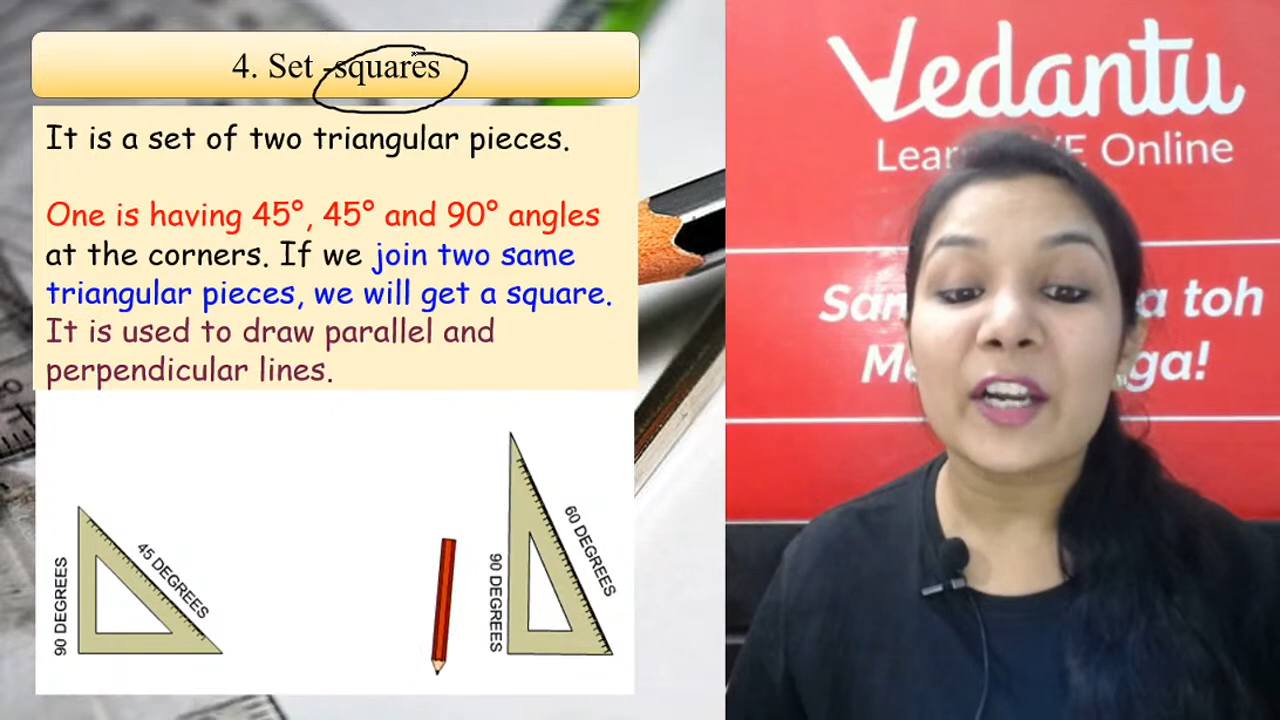 4. Set -squares
It is a set of two triangular pieces.
One is having 45°, 45° and 90° angles
at the corners. If we join two same
triangular pieces, we will get a square.
It is used to draw parallel and
perpendicular lines.
90 DEGREES
45 DEGREES
90 DEGREES
60 DEGREES
Vedantu
Online
toh